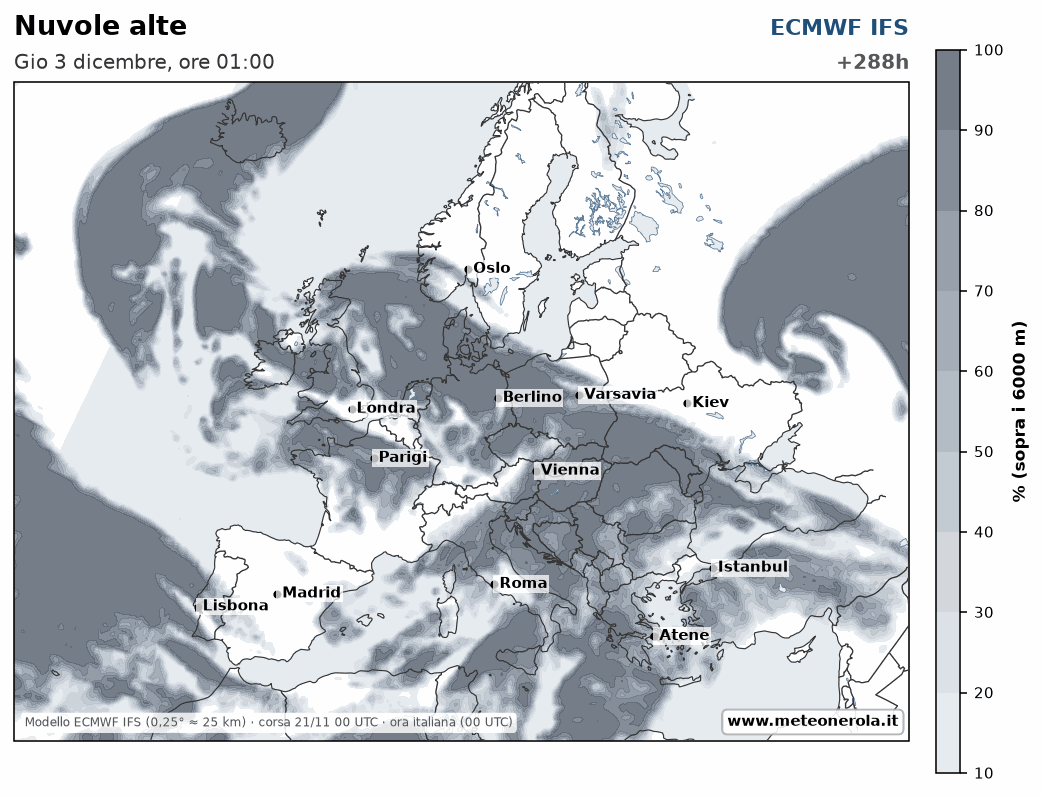 Nuvole alte
ECMWF IFS
Gio 3 dicembre, ore 01:00
+288h
100
90
80
70
60
50
40
30
20
10
% (sopra i 6000 m)
Oslo
Londra
Berlino
Varsavia
Kiev
Parigi
Vienna
Istanbul
Roma
Madrid
Lisbona
Atene
Modello ECMWF IFS (0,25° ≈ 25 km) · corsa 21/11 00 UTC · ora italiana (00 UTC)
www.meteonerola.it